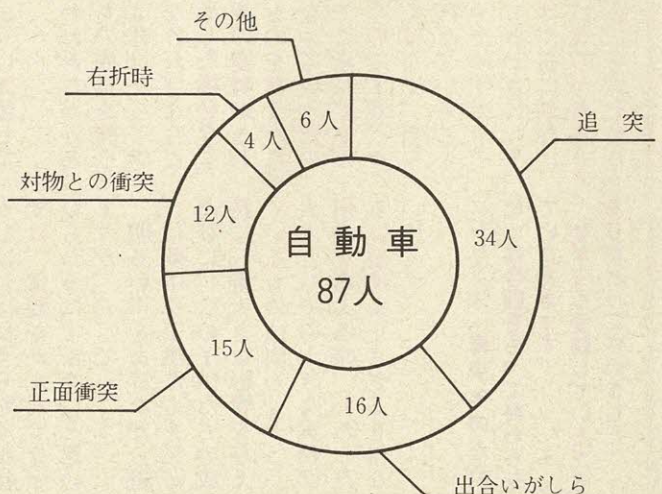 その他
右折時
対物との衝突
正面衝突
追 突
出合いがしら
6人
4人
12人
15人
16人
34人
自動車
87人